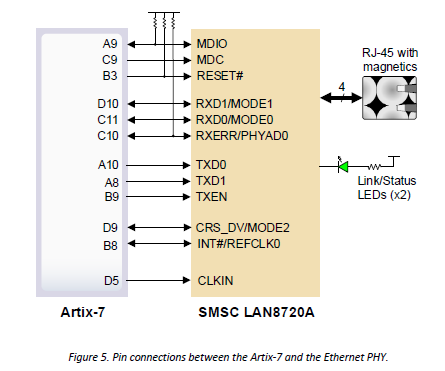 A9 MDIO
C9 MDC
B3 RESET#
RJ-45 with
magnetics
4
D10 RXD1/MODE1
C11 RXD0/MODE0
C10 RXERR/PHYAD0
A10 TXD0
A8 TXD1
B9 TXEN
Link/Status
LEDs (x2)
D9 CRS_DV/MODE2
B8 INT#/REFCLK0
D5 CLKIN
Artix-7 SMSC LAN8720A
Figure 5. Pin connections between the Artix-7 and the Ethernet PHY.